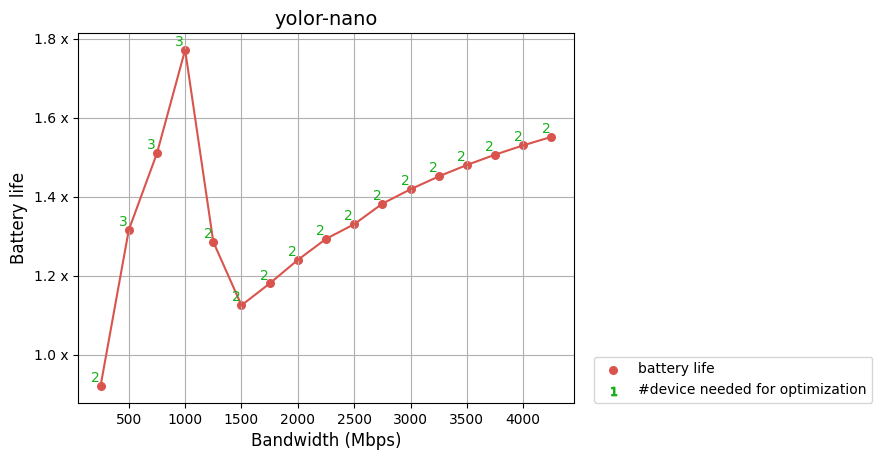 yolor-nano
Battery life
1.8 x
1.6 x
1.4 x
1.2 x
1.0 x
2
3
3
3
2
2
2
2
2
2
2
2
2
2
2
2
2
500 1000 1500 2000 2500 3000 3500 4000
Bandwidth (Mbps)
battery life
1 #device needed for optimization